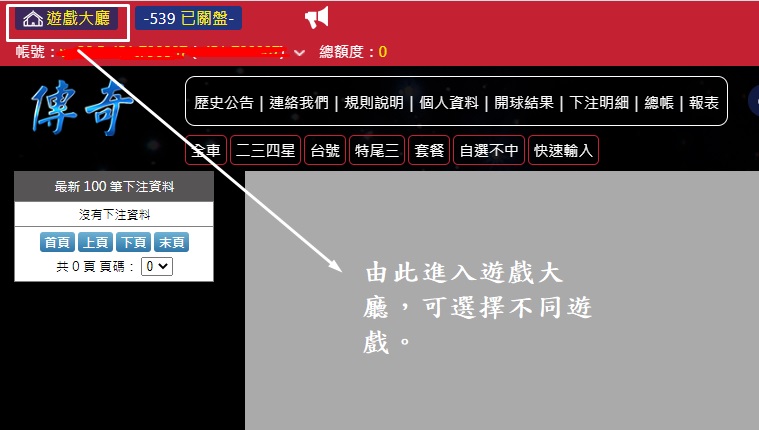 遊戲大廳 -539 已關盤-
帳號： 總額度：0
傳奇
歷史公告 | 連絡我們 | 規則說明 | 個人資料 | 開球結果 | 下注明細 | 總帳 | 報表
全車 二三四星 台號 特尾三 套餐 自選不中 快速輸入
最新 100 筆下注資料
沒有下注資料
首頁 上頁 下頁 末頁
共 0 頁 頁碼： 0
由此進入遊戲大
廳，可選擇不同遊
戲。